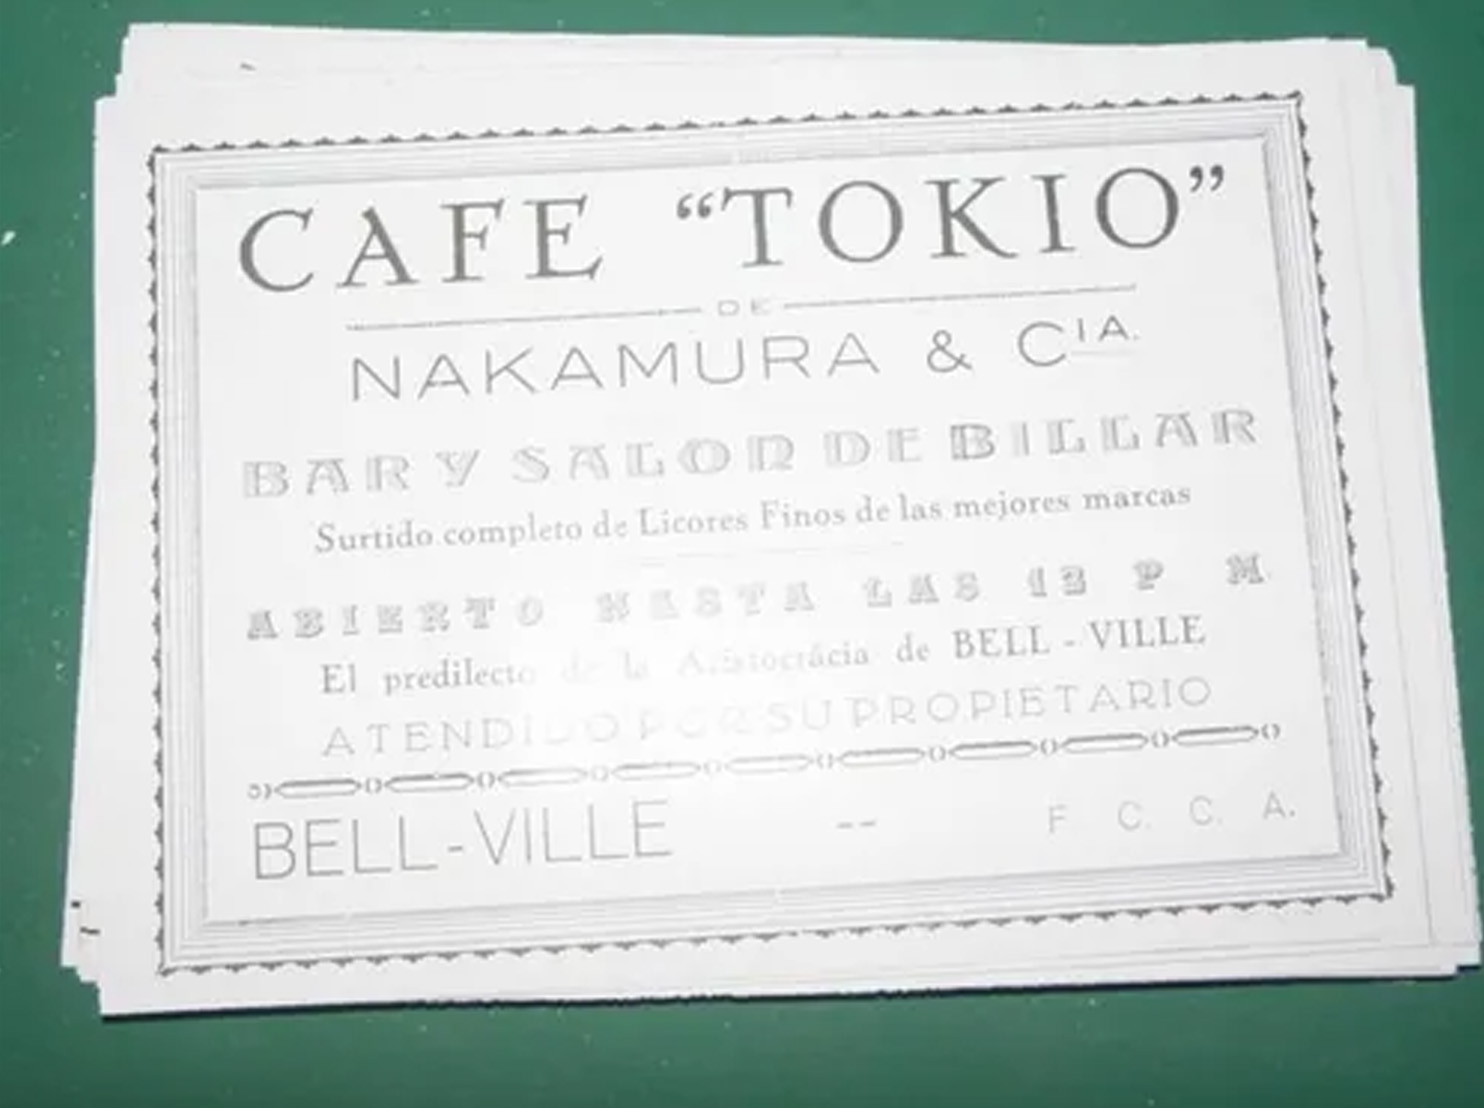 CAFE “TOKIO”
DE
NAKAMURA & CIA.
BAR Y SALON DE BILLAR
Surtido completo de Licores Finos de las mejores marcas
ABIERTO HASTA LAS 12 P M
El predilecto de la Aristocrácia de BELL - VILLE
ATENDIDO POR SU PROPIETARIO
BELL-VILLE -- F. C. C. A.